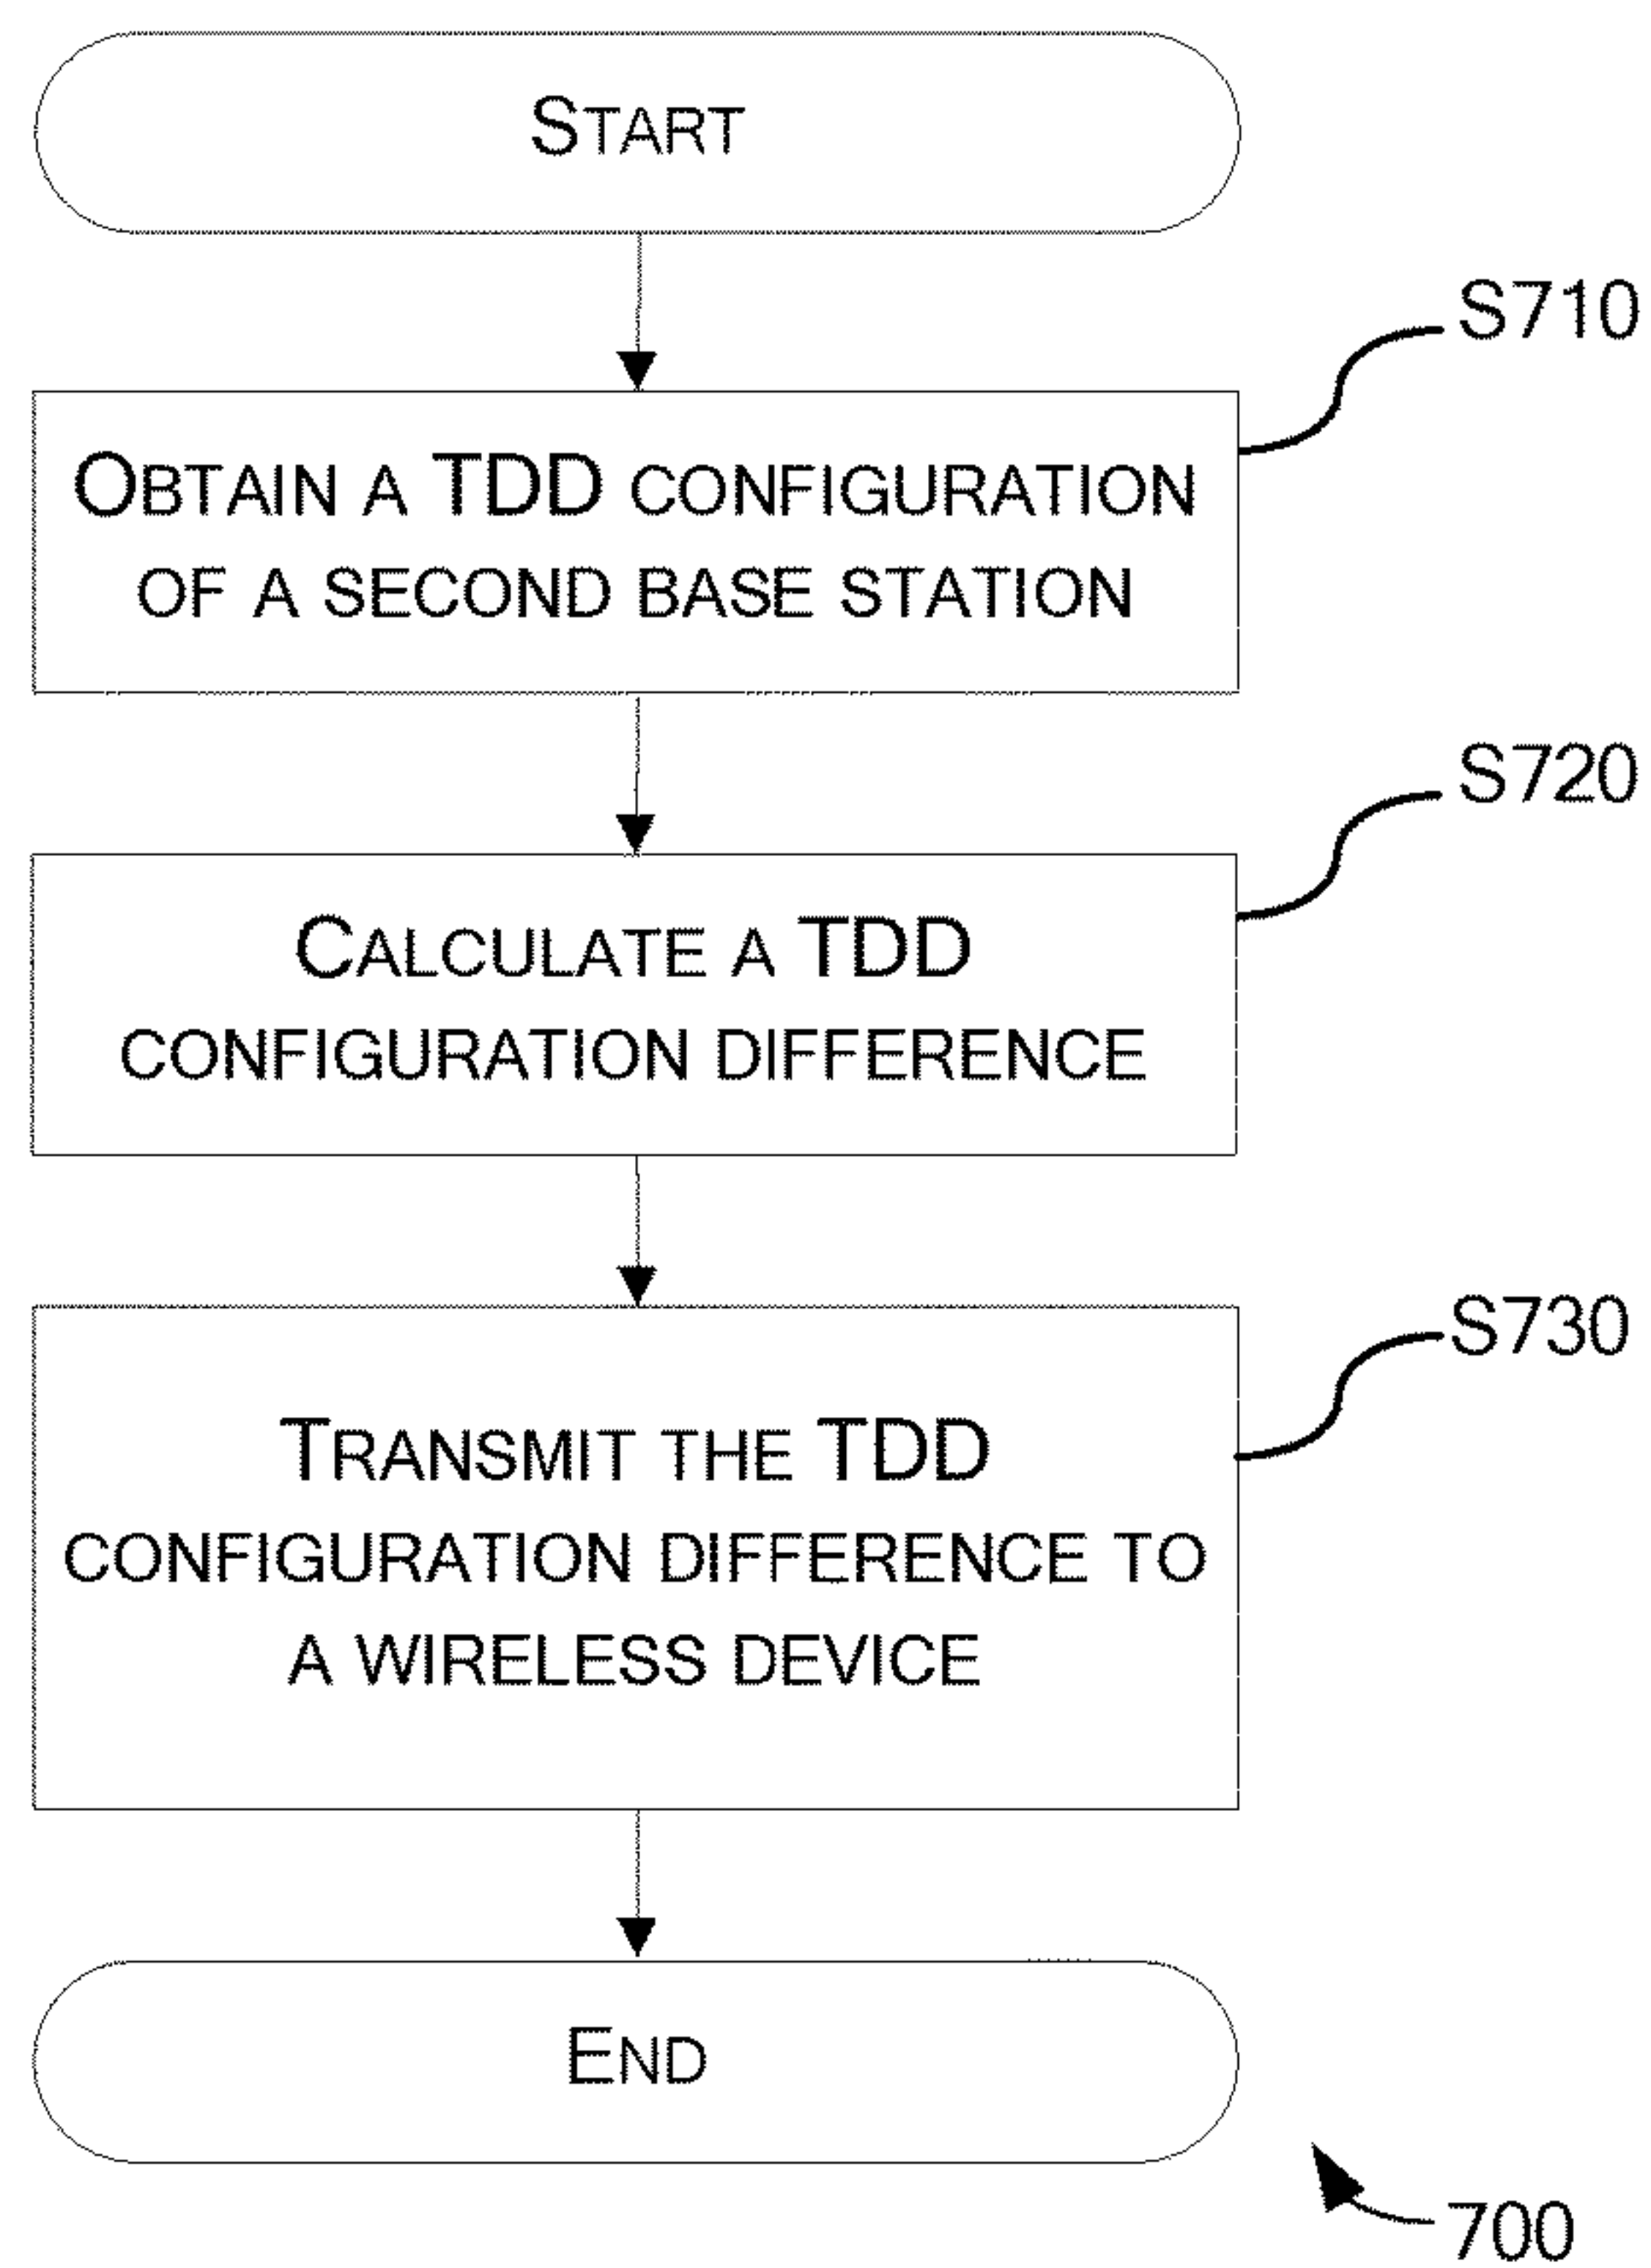 START
S710
OBTAIN A TDD CONFIGURATION
OF A SECOND BASE STATION
S720
CALCULATE A TDD
CONFIGURATION DIFFERENCE
S730
TRANSMIT THE TDD
CONFIGURATION DIFFERENCE TO
A WIRELESS DEVICE
END
700